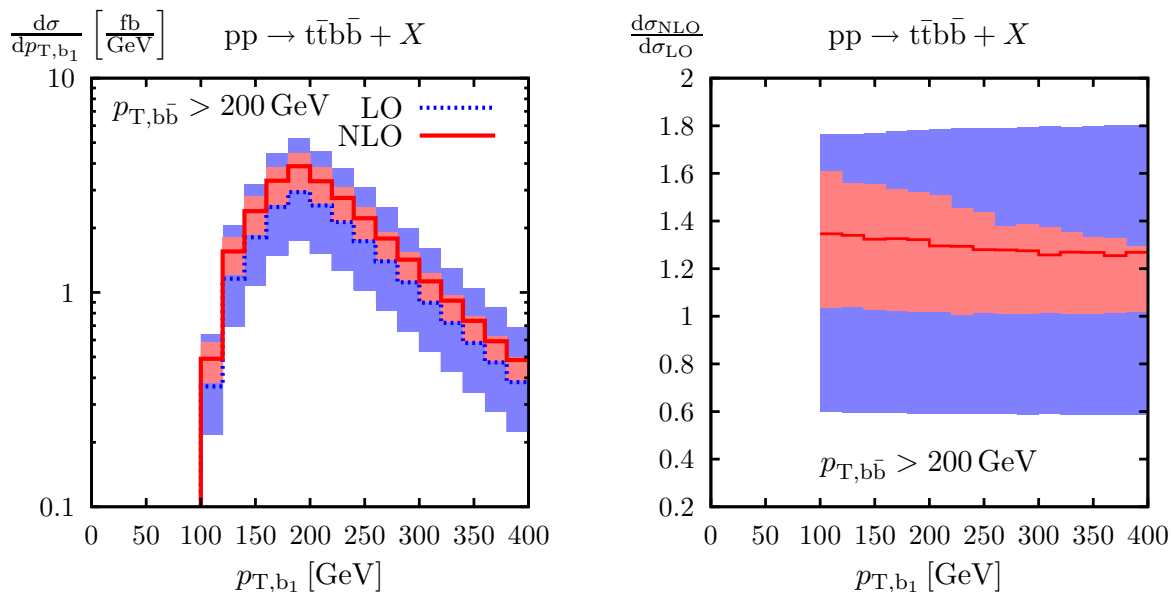 dσ/dp_T,b₁ [fb/GeV] pp → tt̄bb̄ + X
10
1
0.1
p_T,bb̄ > 200 GeV
LO
NLO
0 50 100 150 200 250 300 350 400
p_T,b₁ [GeV]
dσ_NLO/dσ_LO pp → tt̄bb̄ + X
2
1.8
1.6
1.4
1.2
1
0.8
0.6
0.4
0.2
p_T,bb̄ > 200 GeV
0 50 100 150 200 250 300 350 400
p_T,b₁ [GeV]